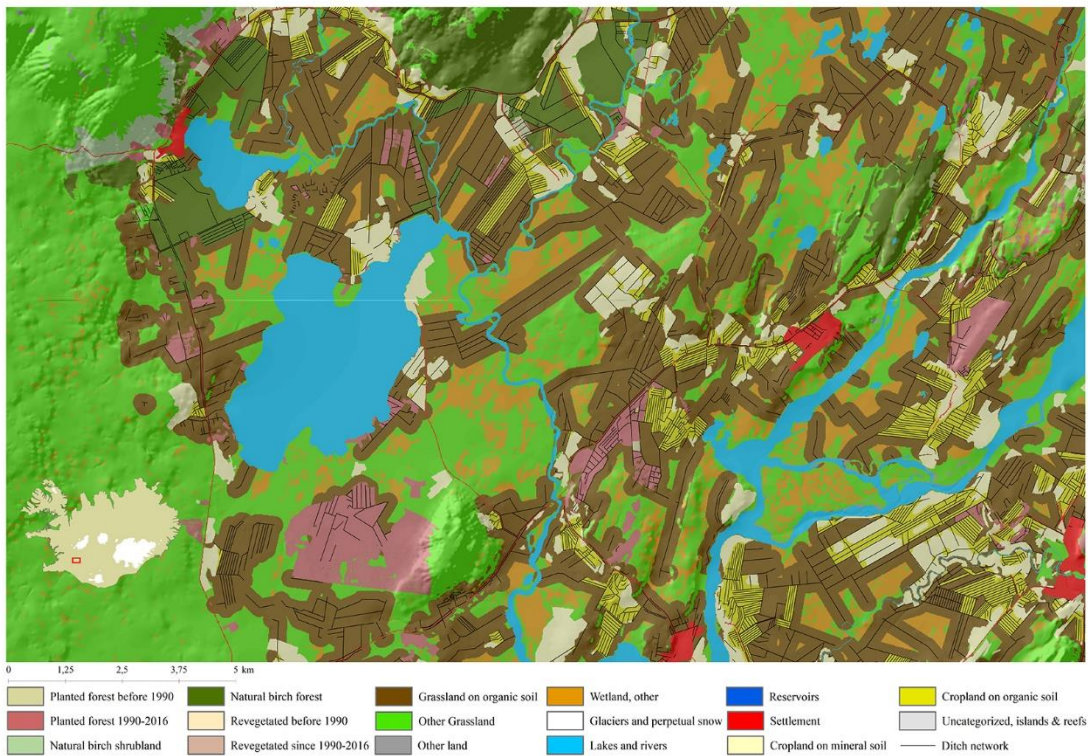 0 1,25 2,5 3,75 5 km
Planted forest before 1990 Natural birch forest Grassland on organic soil Wetland, other Reservoirs Cropland on organic soil
Planted forest 1990-2016 Revegetated before 1990 Other Grassland Glaciers and perpetual snow Settlement Uncategorized, islands & reefs
Natural birch shrubland Revegetated since 1990-2016 Other land Lakes and rivers Cropland on mineral soil Ditch network